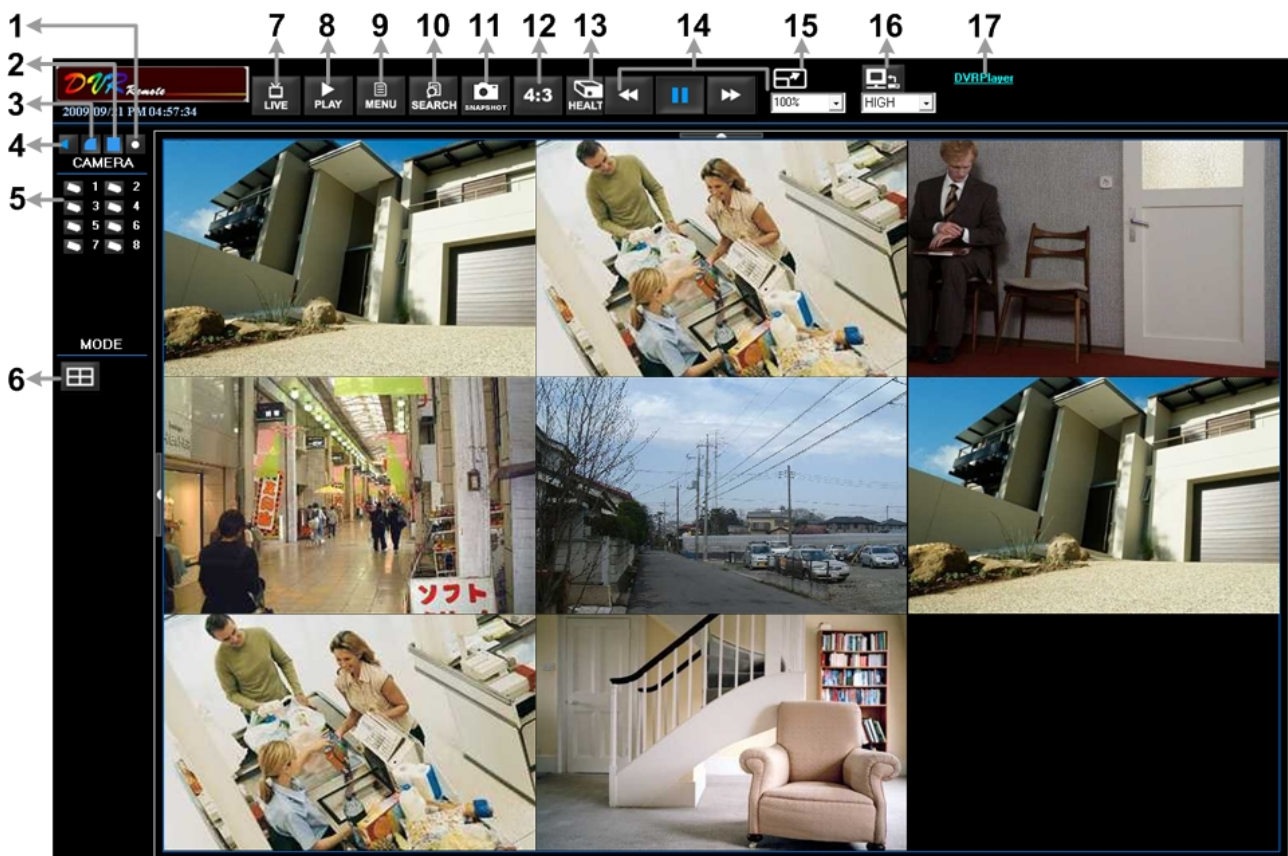 1
2
3
4
5
6
7
8
9
10
11
12
13
14
15
16
17
DVR Remote
2009/09/21 PM 04:57:34
LIVE
PLAY
MENU
SEARCH
SNAPSHOT
4:3
HEALT
100%
HIGH
DVRPlayer
CAMERA
1 2
3 4
5 6
7 8
MODE
ソフト